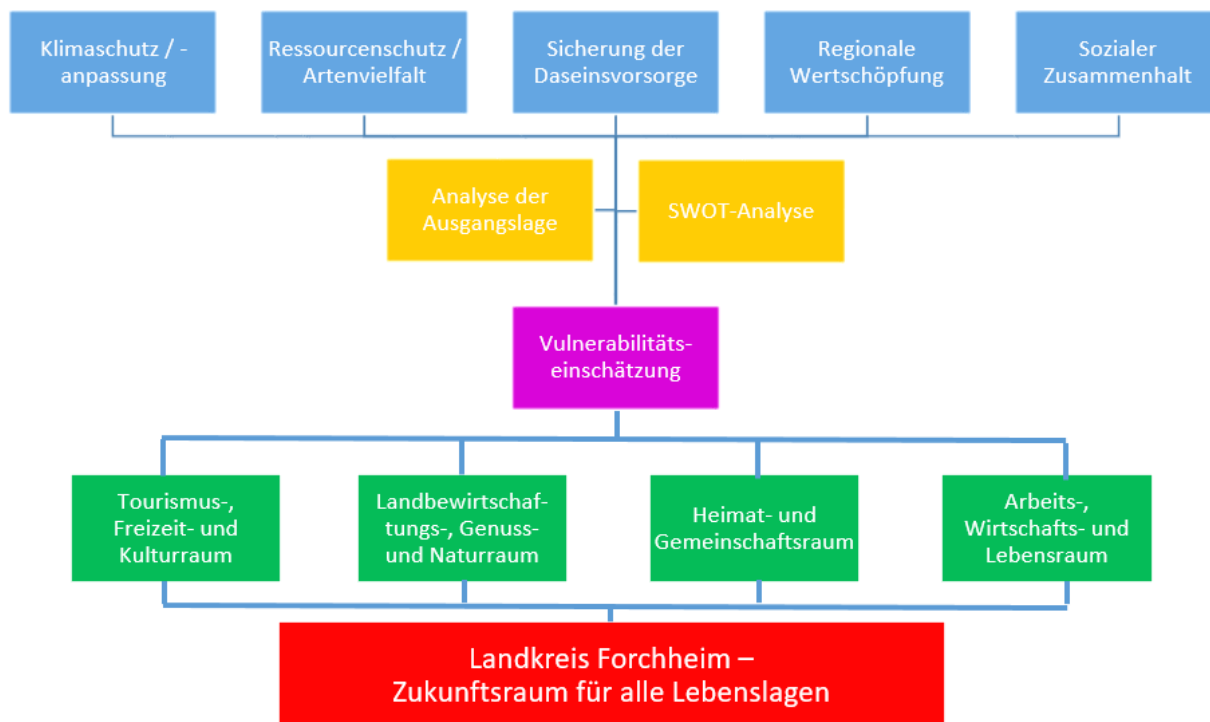 Klimaschutz / -
anpassung
Ressourcenschutz /
Artenvielfalt
Sicherung der
Daseinsvorsorge
Regionale
Wertschöpfung
Sozialer
Zusammenhalt
Analyse der
Ausgangslage
SWOT-Analyse
Vulnerabilitäts-
einschätzung
Tourismus-,
Freizeit- und
Kulturraum
Landbewirtschaf-
tungs-, Genuss-
und Naturraum
Heimat- und
Gemeinschaftsraum
Arbeits-,
Wirtschafts- und
Lebensraum
Landkreis Forchheim –
Zukunftsraum für alle Lebenslagen